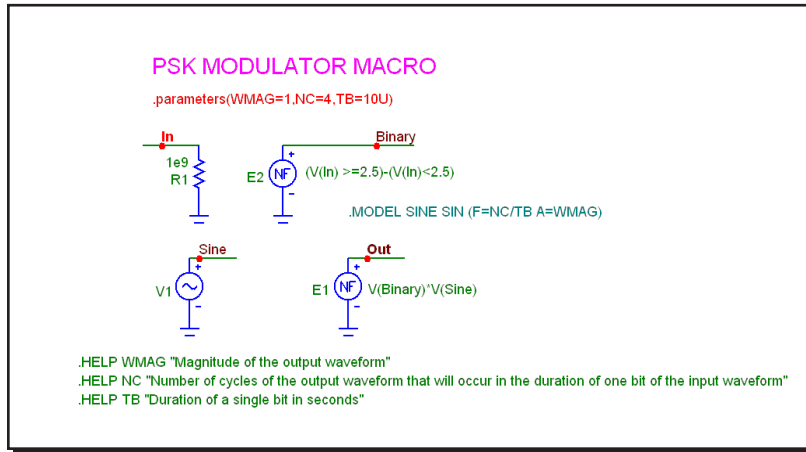 PSK MODULATOR MACRO
.parameters(WMAG=1,NC=4,TB=10U)
In
Binary
1e9
R1
E2
NF
(V(In) >=2.5)-(V(In)<2.5)
.MODEL SINE SIN (F=NC/TB A=WMAG)
Sine
Out
V1
E1
NF
V(Binary)*V(Sine)
.HELP WMAG "Magnitude of the output waveform"
.HELP NC "Number of cycles of the output waveform that will occur in the duration of one bit of the input waveform"
.HELP TB "Duration of a single bit in seconds"